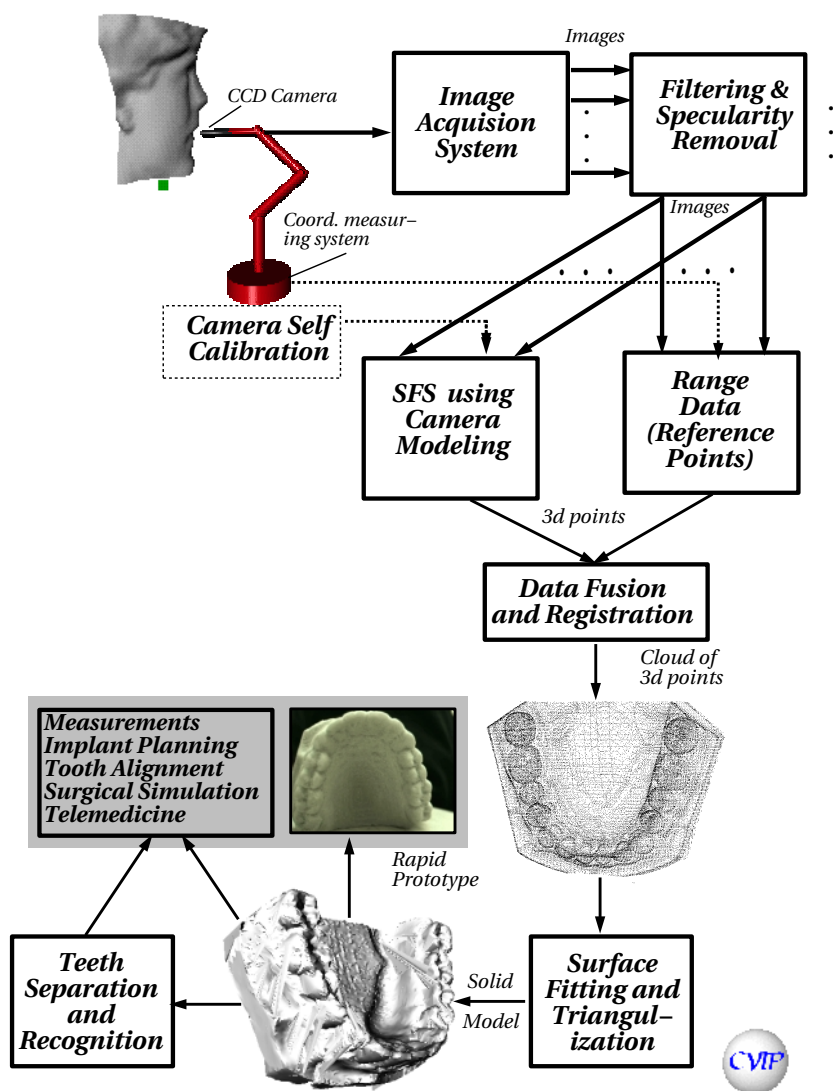 Images
CCD Camera
Image
Acquision
System
Filtering &
Specularity
Removal
Coord. measur–
ing system
Images
Camera Self
Calibration
SFS using
Camera
Modeling
Range
Data
(Reference
Points)
3d points
Data Fusion
and Registration
Cloud of
3d points
Measurements
Implant Planning
Tooth Alignment
Surgical Simulation
Telemedicine
Rapid
Prototype
Teeth
Separation
and
Recognition
Solid
Model
Surface
Fitting and
Triangul–
ization
CVIP